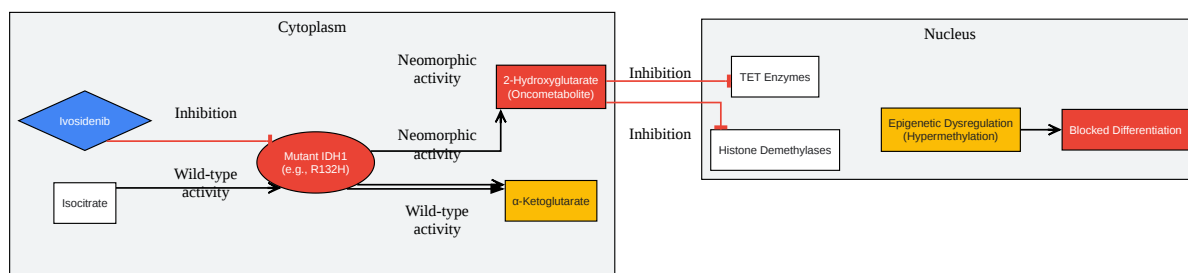 Cytoplasm
Nucleus
Neomorphic
activity
2-Hydroxyglutarate
(Oncometabolite)
Inhibition
TET Enzymes
Ivosidenib
Inhibition
Neomorphic
activity
Inhibition
Histone Demethylases
Epigenetic Dysregulation
(Hypermethylation)
Blocked Differentiation
Mutant IDH1
(e.g., R132H)
Wild-type
activity
Isocitrate
α-Ketoglutarate
Wild-type
activity